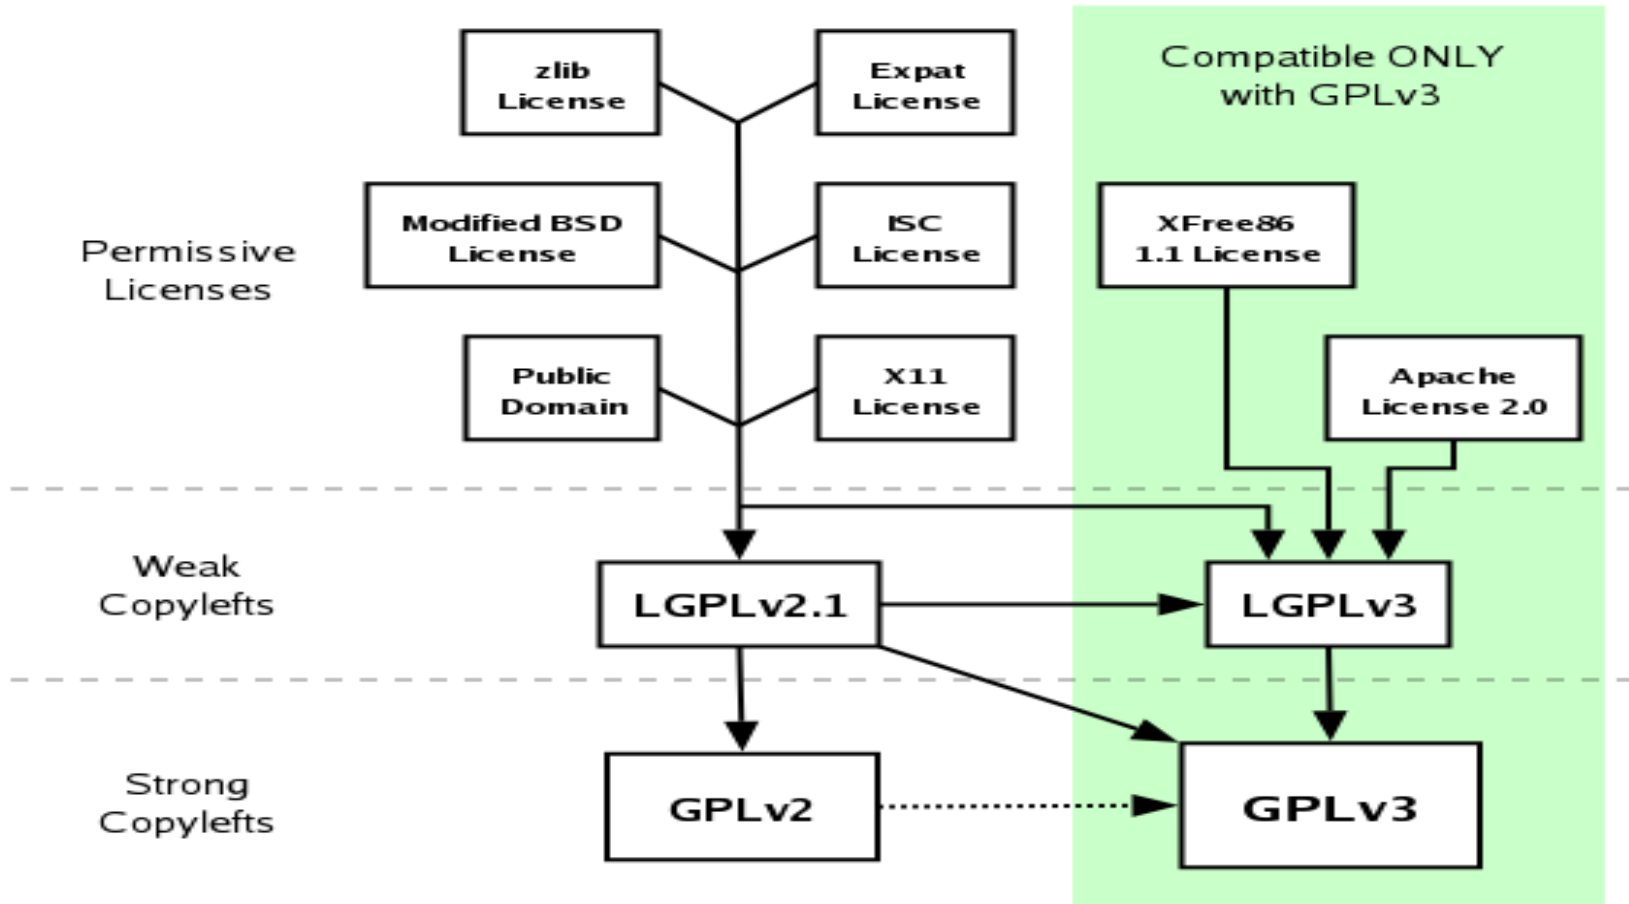 zlib
License
Expat
License
Compatible ONLY
with GPLv3
Permissive
Licenses
Modified BSD
License
ISC
License
XFree86
1.1 License
Public
Domain
X11
License
Apache
License 2.0
Weak
Copylefts
LGPLv2.1
LGPLv3
Strong
Copylefts
GPLv2
GPLv3